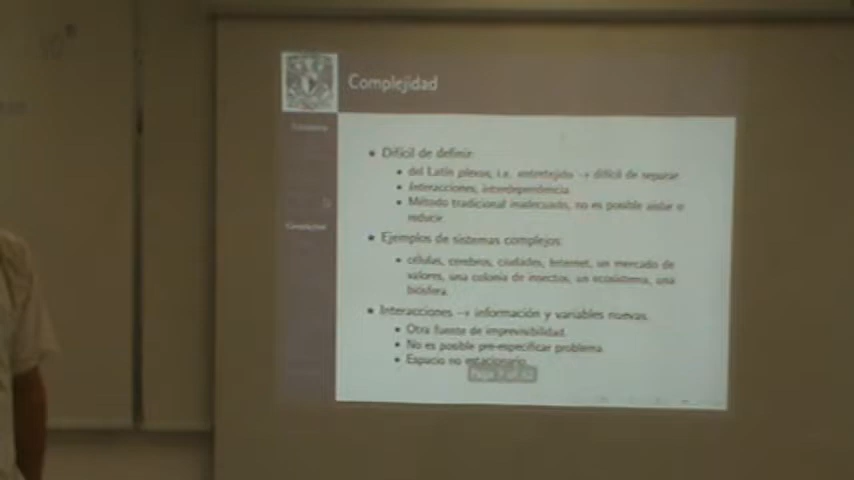 Complejidad
• Difícil de definir:
• del Latín plexus, i.e. entretejido → difícil de separar.
• Interacciones, interdependencia.
• Método tradicional inadecuado, no es posible aislar o
reducir.
• Ejemplos de sistemas complejos:
• células, cerebros, ciudades, Internet, un mercado de
valores, una colonia de insectos, un ecosistema, una
biósfera.
• Interacciones → información y variables nuevas.
• Otra fuente de imprevisibilidad.
• No es posible pre-especificar problema.
• Espacio no estacionario.